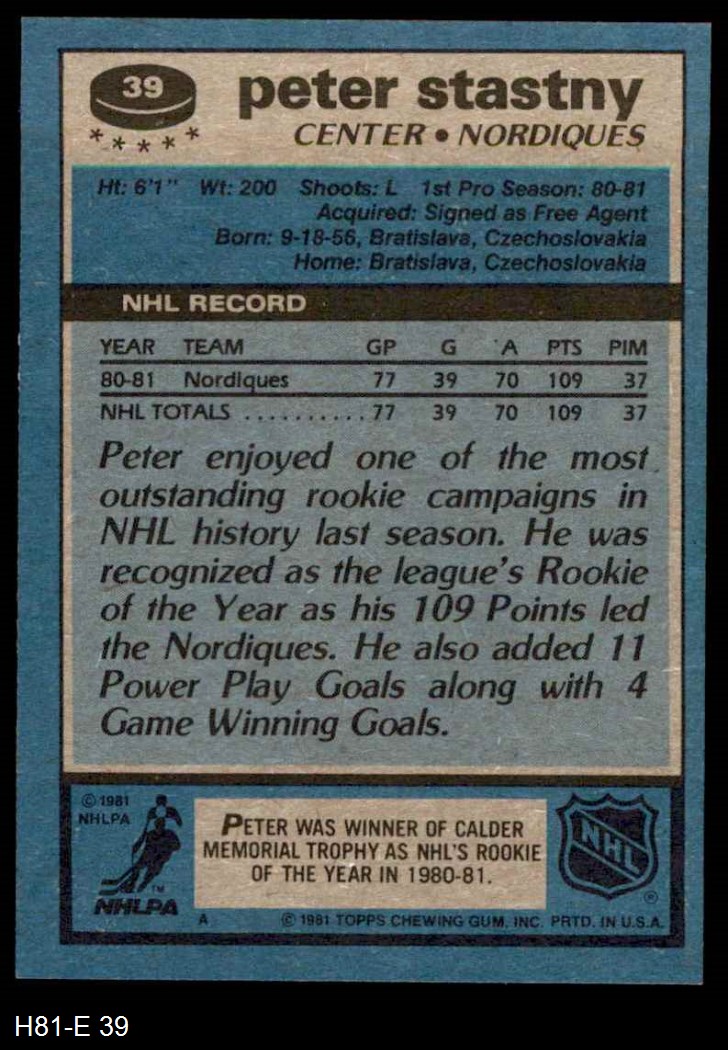 39
peter stastny
CENTER • NORDIQUES
Ht: 6'1" Wt: 200 Shoots: L 1st Pro Season: 80-81
Acquired: Signed as Free Agent
Born: 9-18-56, Bratislava, Czechoslovakia
Home: Bratislava, Czechoslovakia
NHL RECORD
YEAR TEAM GP G A PTS PIM
80-81 Nordiques 77 39 70 109 37
NHL TOTALS .......... 77 39 70 109 37
Peter enjoyed one of the most
outstanding rookie campaigns in
NHL history last season. He was
recognized as the league's Rookie
of the Year as his 109 Points led
the Nordiques. He also added 11
Power Play Goals along with 4
Game Winning Goals.
© 1981
NHLPA
TM
NHLPA
PETER WAS WINNER OF CALDER
MEMORIAL TROPHY AS NHL'S ROOKIE
OF THE YEAR IN 1980-81.
NHL
®
A © 1981 TOPPS CHEWING GUM, INC. PRTD. IN U.S.A.
H81-E 39